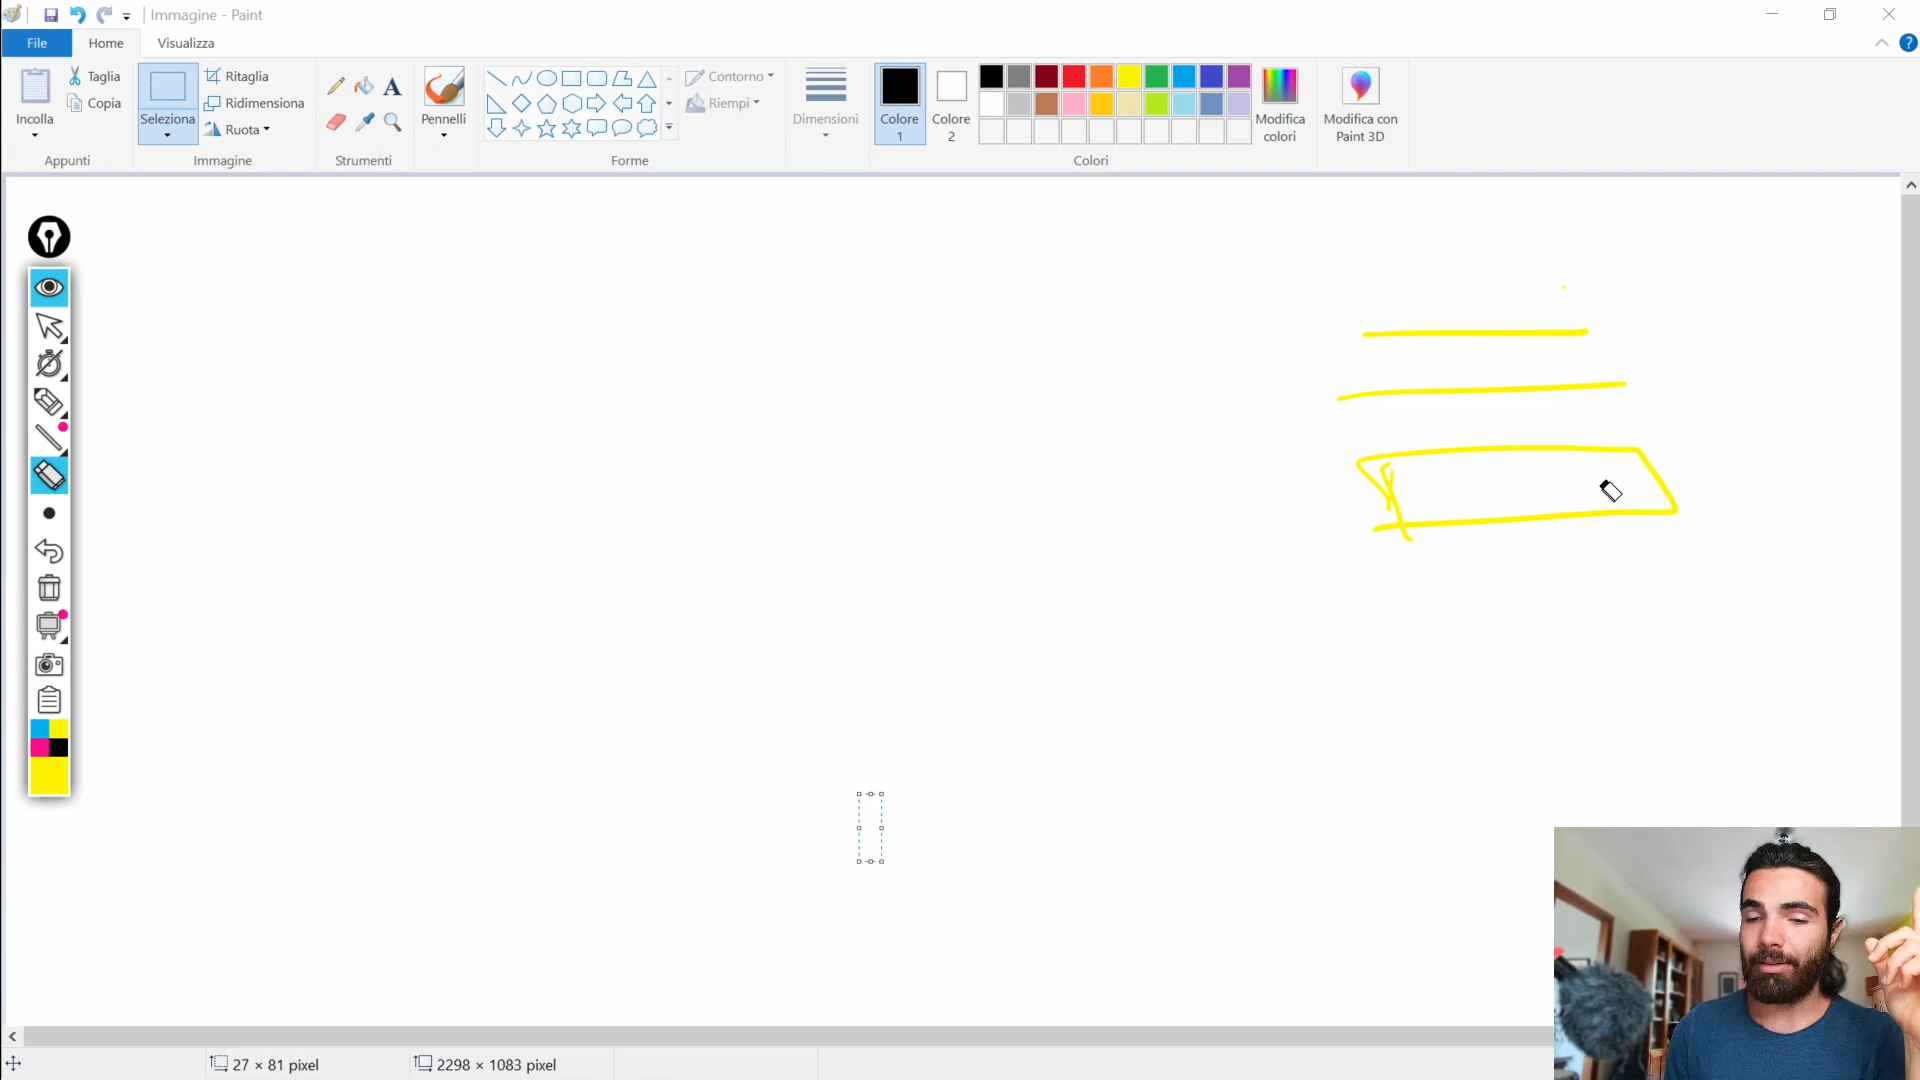 Immagine - Paint
File Home Visualizza
Incolla
Taglia
Copia
Appunti
Seleziona
Ritaglia
Ridimensiona
Ruota
Immagine
A
Strumenti
Pennelli
Contorno
Riempi
Forme
Dimensioni
Colore
1
Colore
2
Modifica
colori
Colori
Modifica con
Paint 3D
?
27 × 81 pixel
2298 × 1083 pixel